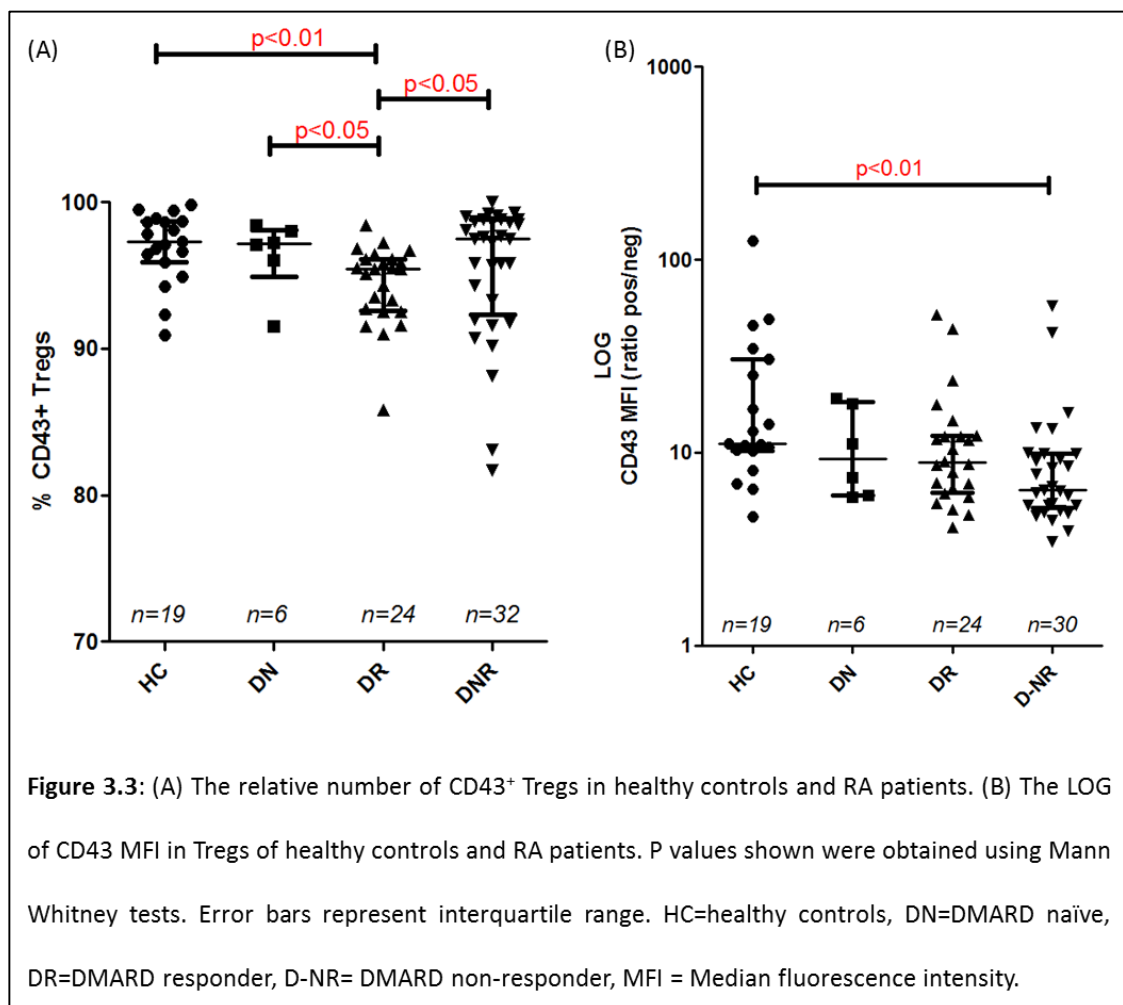 (A)
p<0.01
p<0.05
p<0.05
% CD43+ Tregs
100
90
80
70
n=19
n=6
n=24
n=32
HC
DN
DR
DNR
(B)
p<0.01
LOG
CD43 MFI (ratio pos/neg)
1000
100
10
1
n=19
n=6
n=24
n=30
HC
DN
DR
D-NR
Figure 3.3: (A) The relative number of CD43⁺ Tregs in healthy controls and RA patients. (B) The LOG
of CD43 MFI in Tregs of healthy controls and RA patients. P values shown were obtained using Mann
Whitney tests. Error bars represent interquartile range. HC=healthy controls, DN=DMARD naïve,
DR=DMARD responder, D-NR= DMARD non-responder, MFI = Median fluorescence intensity.